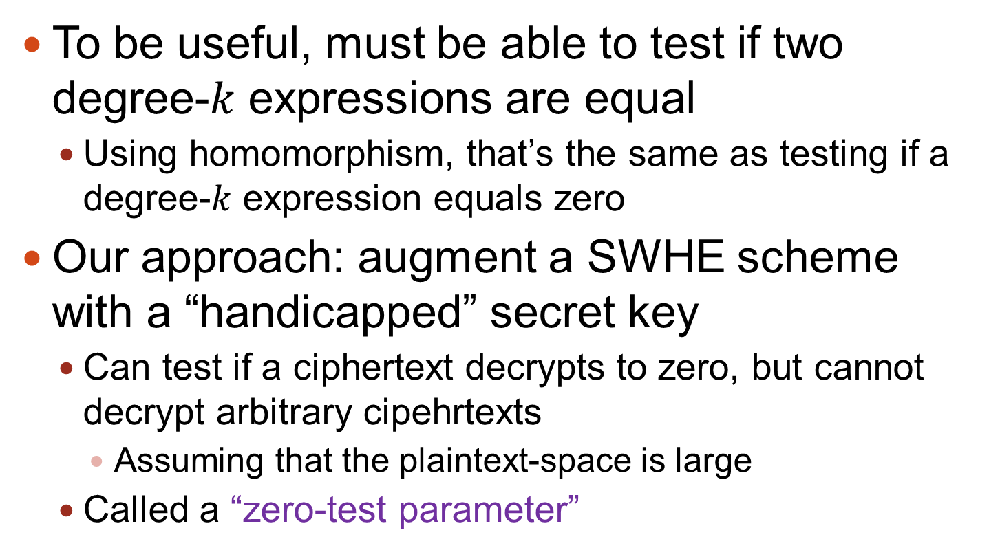 • To be useful, must be able to test if two
degree-k expressions are equal
• Using homomorphism, that’s the same as testing if a
degree-k expression equals zero
• Our approach: augment a SWHE scheme
with a “handicapped” secret key
• Can test if a ciphertext decrypts to zero, but cannot
decrypt arbitrary cipehrtexts
• Assuming that the plaintext-space is large
• Called a “zero-test parameter”